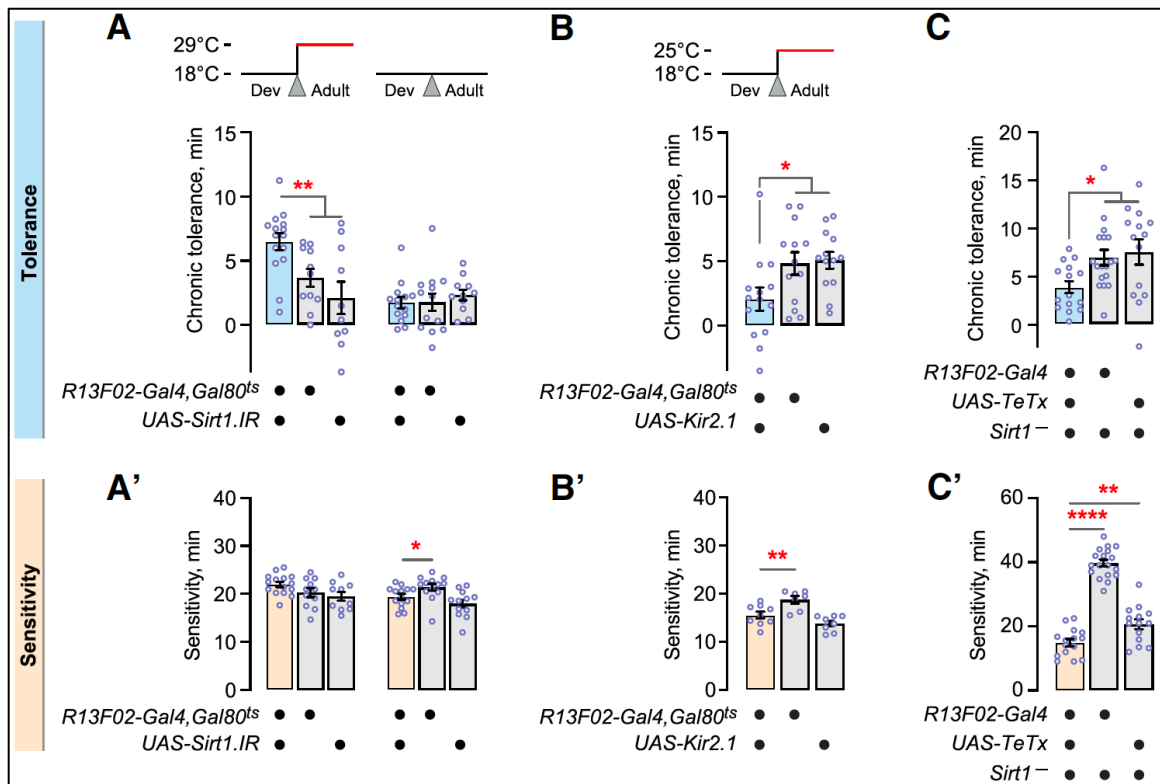 A
B
C
29°C
18°C
Dev
Adult
Dev
Adult
25°C
18°C
Dev
Adult
Tolerance
Chronic tolerance, min
15
10
5
0
**
Chronic tolerance, min
15
10
5
0
*
Chronic tolerance, min
20
15
10
5
0
*
R13F02-Gal4,Gal80ts
UAS-Sirt1.IR
R13F02-Gal4,Gal80ts
UAS-Kir2.1
R13F02-Gal4
UAS-TeTx
Sirt1—
A'
B'
C'
Sensitivity
Sensitivity, min
40
30
20
10
0
*
Sensitivity, min
40
30
20
10
0
**
Sensitivity, min
60
40
20
0
**
****
R13F02-Gal4,Gal80ts
UAS-Sirt1.IR
R13F02-Gal4,Gal80ts
UAS-Kir2.1
R13F02-Gal4
UAS-TeTx
Sirt1—